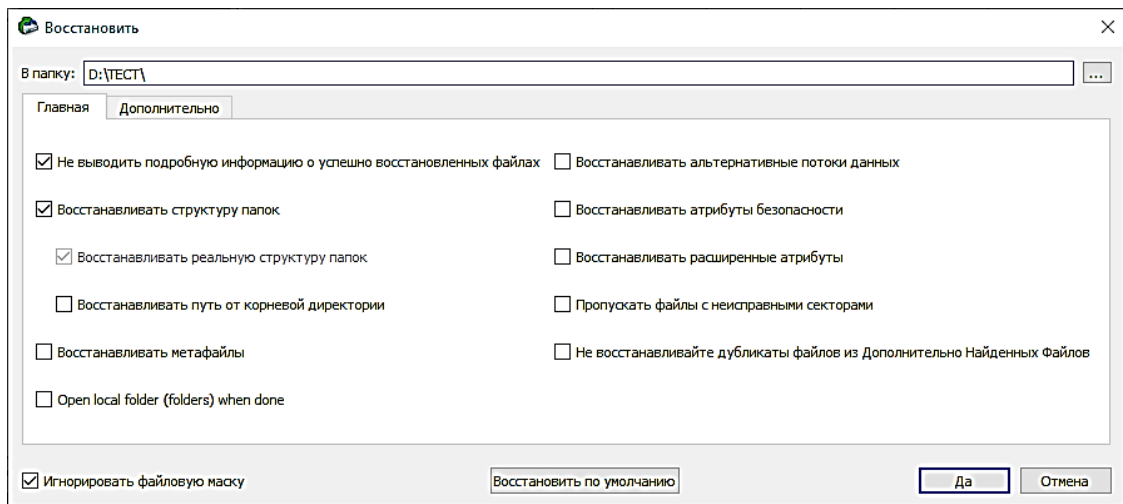 Восстановить
В папку: D:\ТЕСТ\ ...
Главная Дополнительно
Не выводить подробную информацию о успешно восстановленных файлах
Восстанавливать альтернативные потоки данных
Восстанавливать структуру папок
Восстанавливать атрибуты безопасности
Восстанавливать реальную структуру папок
Восстанавливать расширенные атрибуты
Восстанавливать путь от корневой директории
Пропускать файлы с неисправными секторами
Восстанавливать метафайлы
Не восстанавливайте дубликаты файлов из Дополнительно Найденных Файлов
Open local folder (folders) when done
Игнорировать файловую маску
Восстановить по умолчанию
Да
Отмена